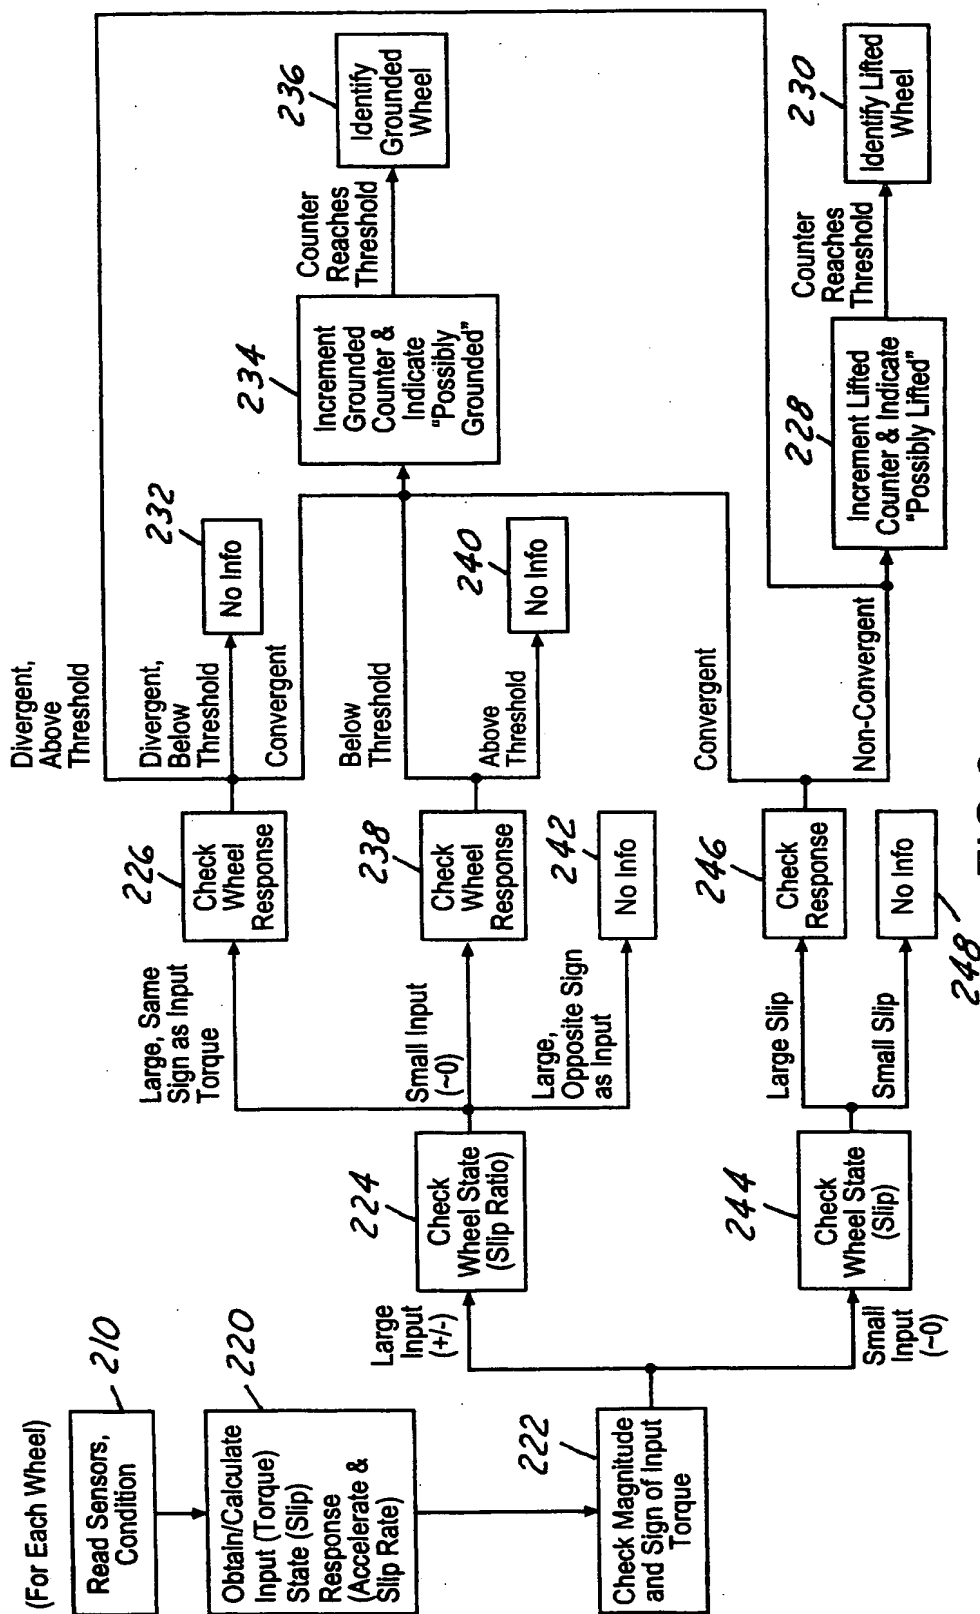 (For Each Wheel)
210
Read Sensors,
Condition
220
Obtain/Calculate
Input (Torque)
State (Slip)
Response
(Accelerate &
Slip Rate)
222
Check Magnitude
and Sign of Input
Torque
Large
Input
(+/-)
Small
Input
(~0)
224
Check
Wheel State
(Slip Ratio)
244
Check
Wheel State
(Slip)
Large, Same
Sign as Input
Torque
Small Input
(~0)
Large,
Opposite Sign
as Input
Large Slip
Small Slip
226
Check
Wheel
Response
238
Check
Wheel
Response
242
No Info
246
Check
Response
248
No Info
Divergent,
Above
Threshold
Divergent,
Below
Threshold
Convergent
Below
Threshold
Above
Threshold
Convergent
Non-Convergent
232
No Info
240
No Info
234
Increment
Grounded
Counter &
Indicate
"Possibly
Grounded"
228
Increment Lifted
Counter & Indicate
"Possibly Lifted"
Counter
Reaches
Threshold
Counter
Reaches
Threshold
236
Identify
Grounded
Wheel
230
Identify Lifted
Wheel